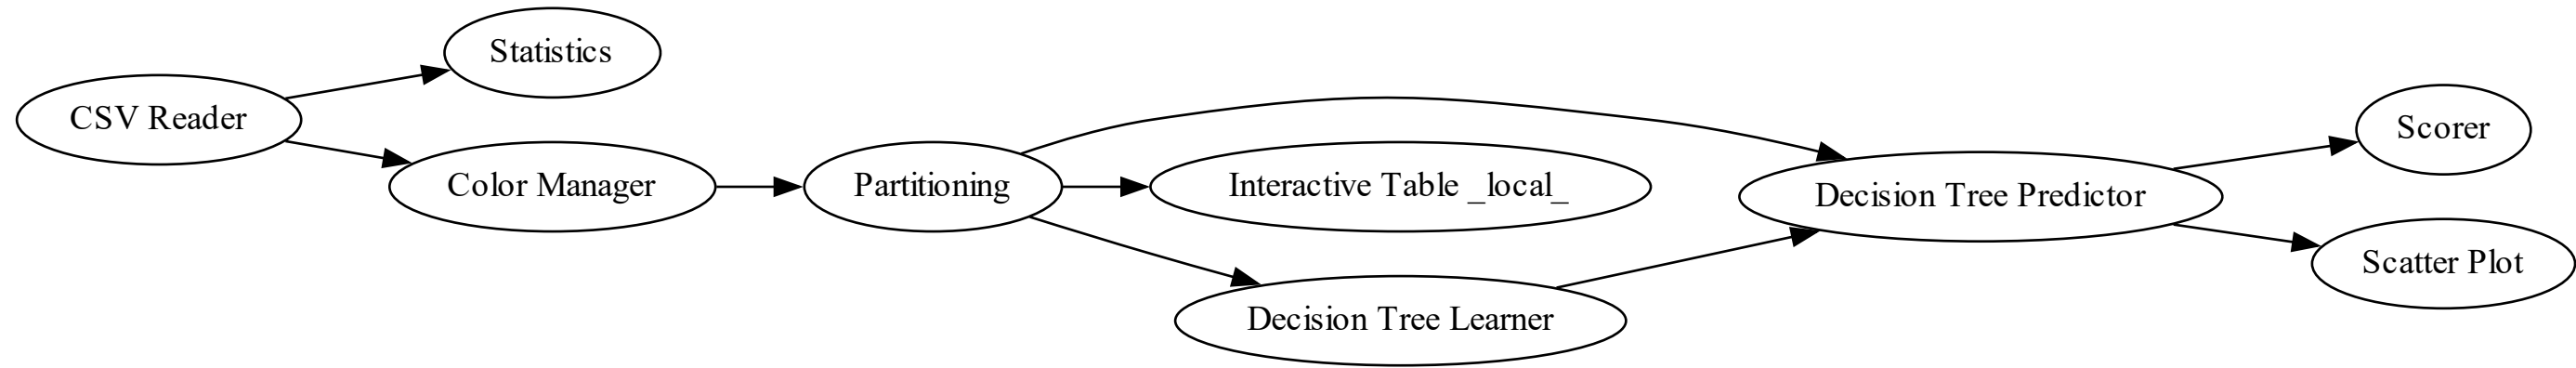 Statistics
CSV Reader
Color Manager
Partitioning
Interactive Table _local_
Decision Tree Learner
Decision Tree Predictor
Scorer
Scatter Plot